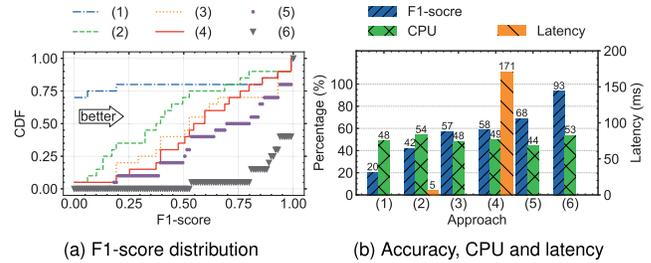 (1) (3) (5)
(2) (4) (6)
1.00
0.75
0.50
0.25
0.00
CDF
better
0.00 0.25 0.50 0.75 1.00
F1-score
(a) F1-score distribution
F1-socre
CPU Latency
100
80
60
40
20
0
Percentage (%)
200
150
100
50
0
Latency (ms)
20 48 42 54 5 57 48 58 49 171 68 44 93 53
(1) (2) (3) (4) (5) (6)
Approach
(b) Accuracy, CPU and latency